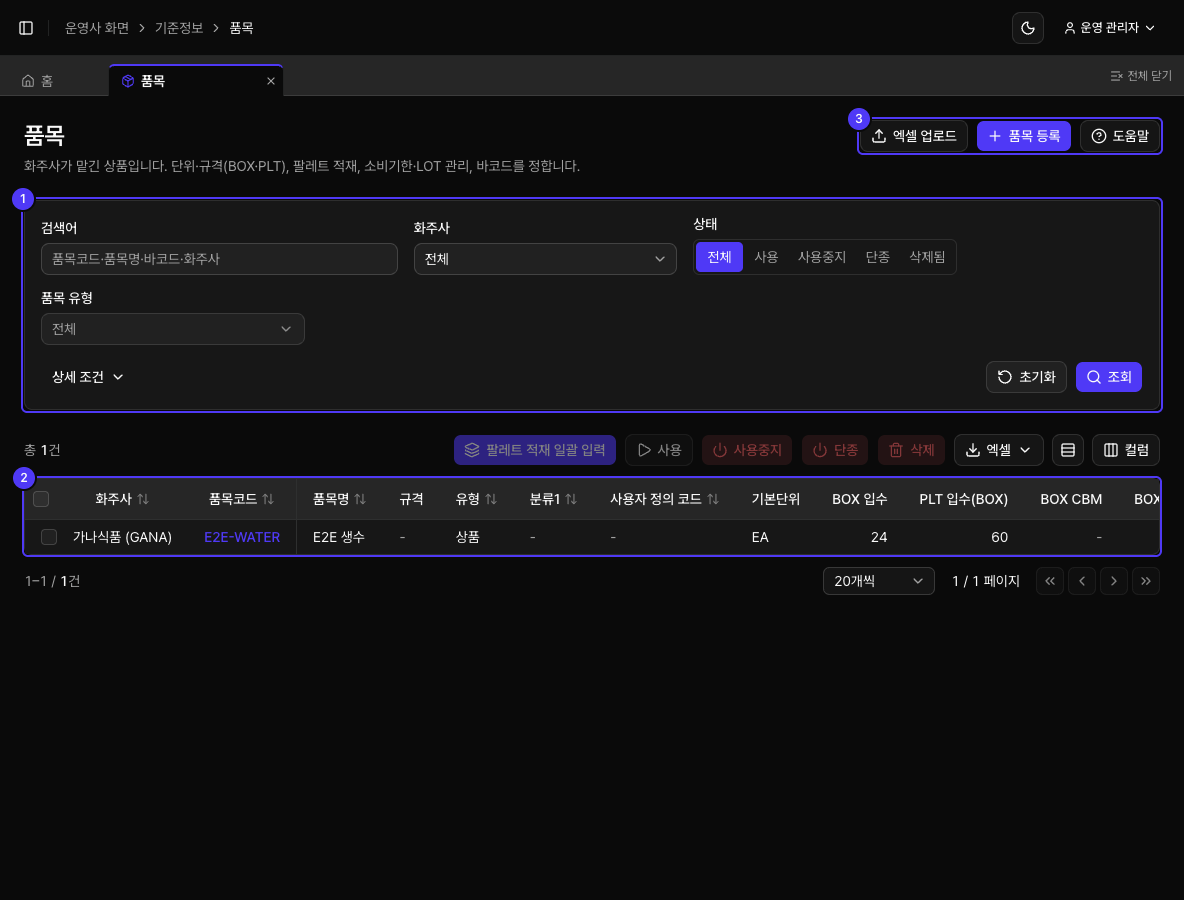 운영사 화면 > 기준정보 > 품목
운영 관리자
홈
품목
전체 닫기
품목
화주사가 맡긴 상품입니다. 단위·규격(BOX·PLT), 팔레트 적재, 소비기한·LOT 관리, 바코드를 정합니다.
3
엑셀 업로드
품목 등록
도움말
1
검색어
화주사
상태
품목코드·품목명·바코드·화주사
전체
전체 사용 사용중지 단종 삭제됨
품목 유형
전체
상세 조건
초기화
조회
총 1건
팔레트 적재 일괄 입력
사용
사용중지
단종
삭제
엑셀
컬럼
2
화주사 품목코드 품목명 규격 유형 분류1 사용자 정의 코드 기본단위 BOX 입수 PLT 입수(BOX) BOX CBM BOX
가나식품 (GANA) E2E-WATER E2E 생수 - 상품 - - EA 24 60 -
1–1 / 1건
20개씩
1 / 1 페이지